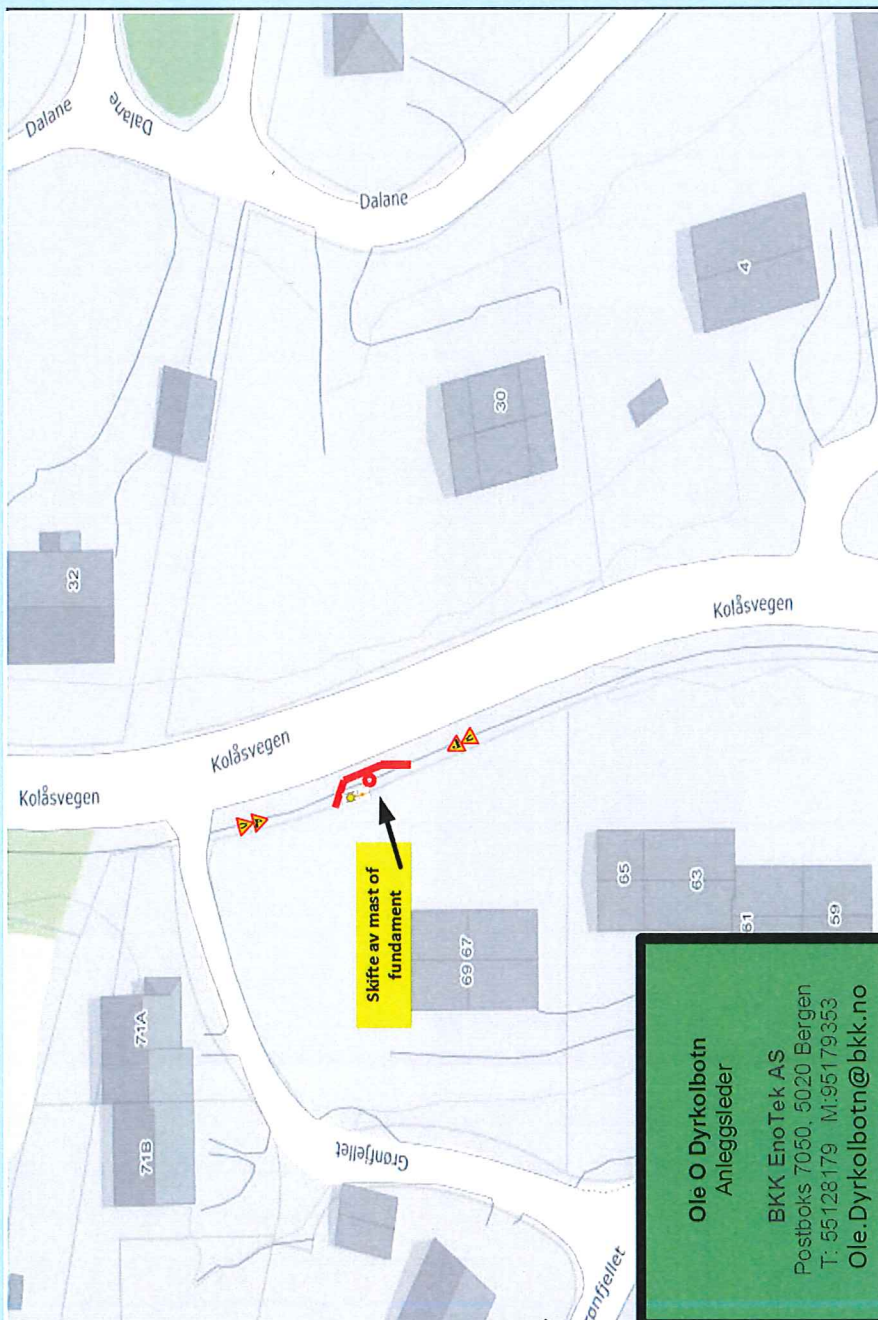 Dalane
Dalane
Dalane
32
30
4
Kolåsvegen
Kolåsvegen
Kolåsvegen
Skifte av mast of
fundament
71A
71B
69 67
65
63
61
59
Grønfjellet
ønfjellet
Ole O Dyrkolbotn
Anleggsleder
BKK EnoTek AS
Postboks 7050, 5020 Bergen
T: 55128179 M:95179353
Ole.Dyrkolbotn@bkk.no